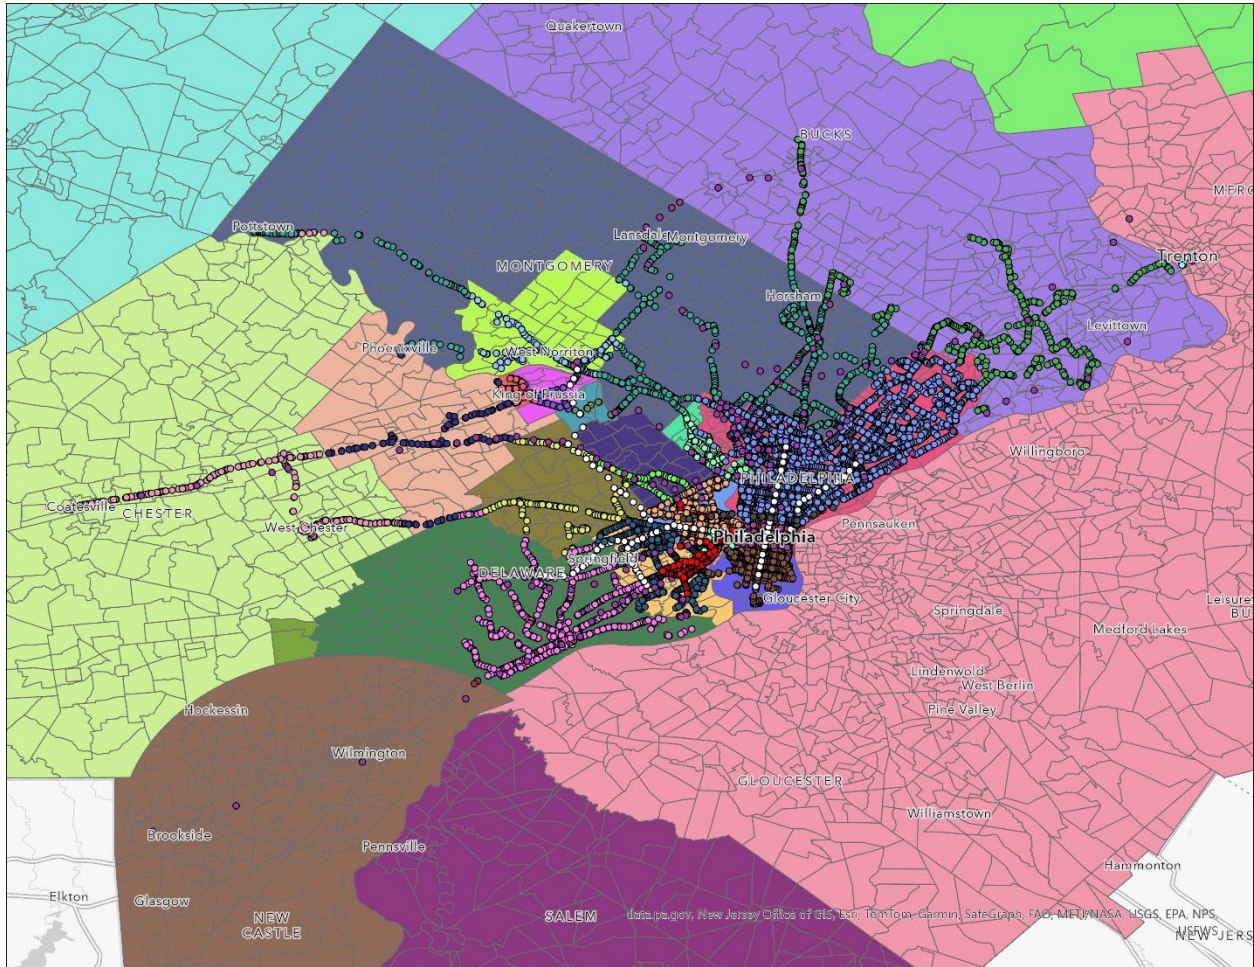 Quakertown
BUCKS
MERC
Pottstown
Lansdale
Montgomery
MONTGOMERY
Trenton
Horsham
Levittown
Phoenixville
West Norriton
King of Prussia
Willingboro
PHILADELPHIA
Coatesville
CHESTER
West Chester
Pennsauken
Philadelphia
Springfield
DELAWARE
Gloucester City
Springdale
Leisure
BU
Medford Lakes
Lindenwold
West Berlin
Hockessin
Pine Valley
Wilmington
GLOUCESTER
Williamstown
Brookside
Pennsville
Hammonton
Elkton
Glasgow
NEW
CASTLE
SALEM
data.pa.gov, New Jersey Office of GIS, Esri, TomTom, Garmin, SafeGraph, FAO, METI/NASA, USGS, EPA, NPS,
USFWS
NEW JERS